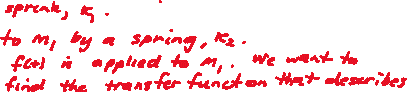 sprink, K₁.
to M₁ by a spring, K₂.
f(t) is applied to M₁. We want to
find the transfer function that describes